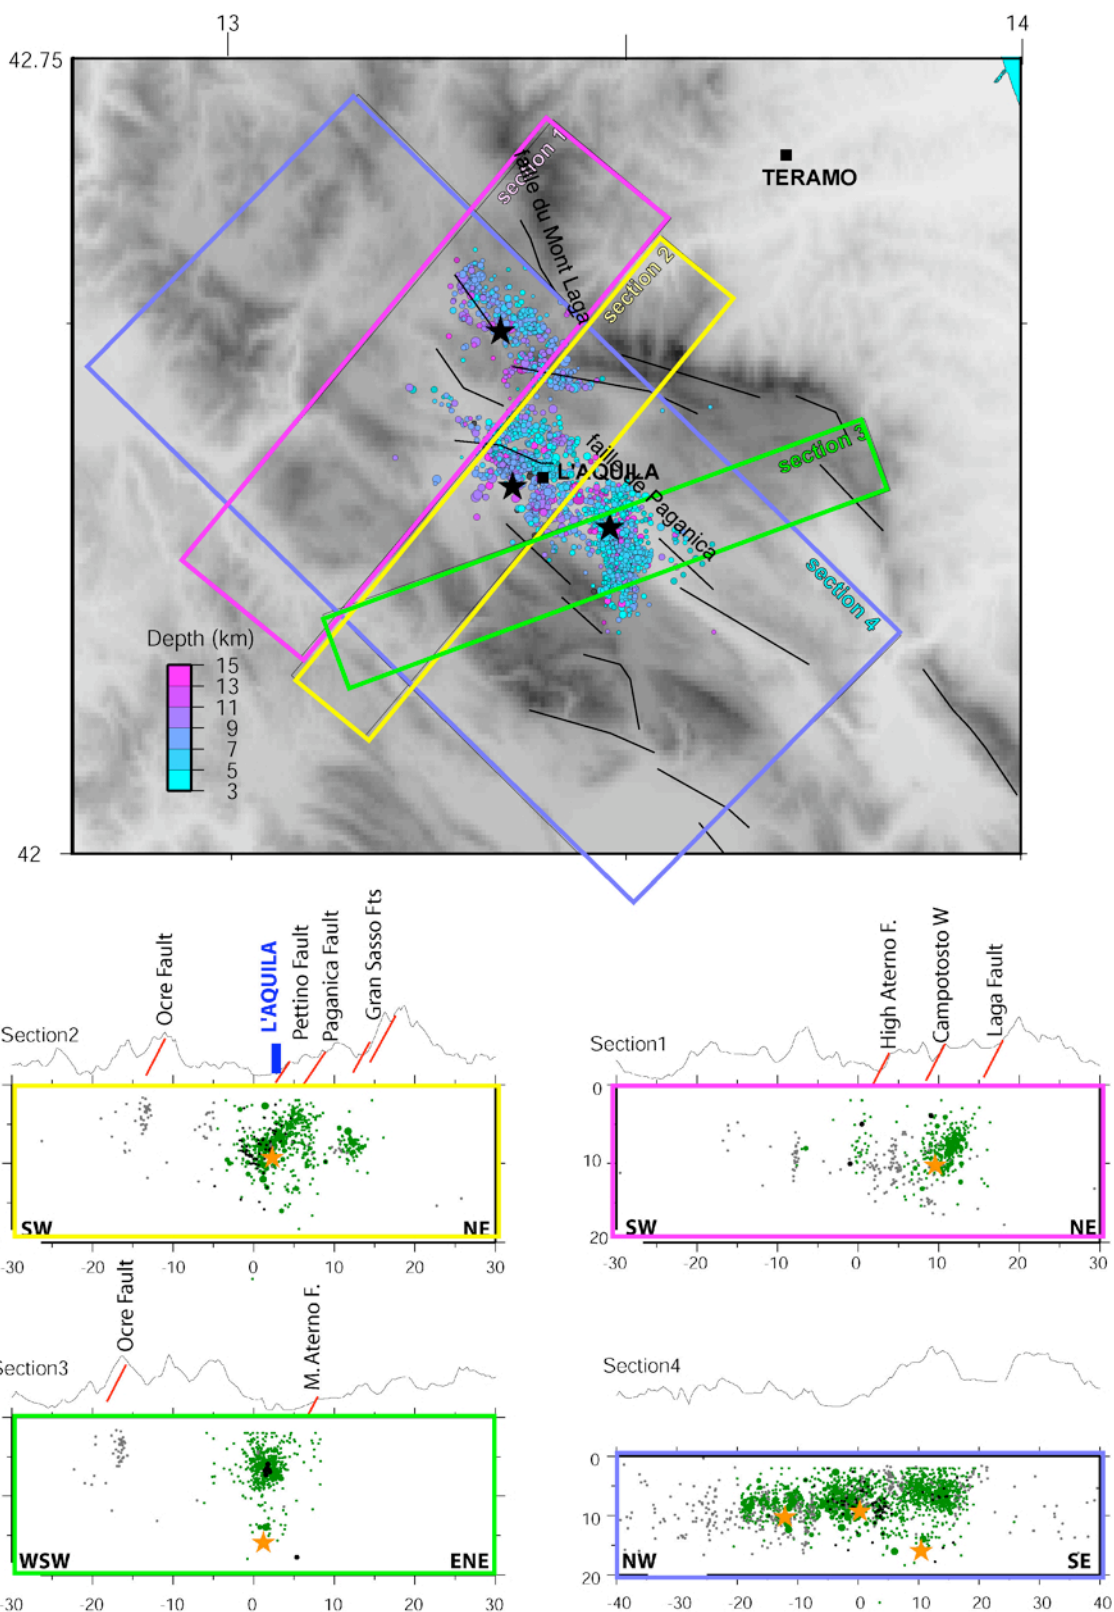 13
14
42.75
section 1
faille du Mont Laga
TERAMO
section 2
section 3
faille de Paganica
L'AQUILA
section 4
Depth (km)
15
13
11
9
7
5
3
42
Section2
Ocre Fault
L'AQUILA
Pettino Fault
Paganica Fault
Gran Sasso Fts
SW
NE
-30 -20 -10 0 10 20 30
Section1
High Aterno F.
Campotosto W
Laga Fault
0
10
20
SW
NE
-30 -20 -10 0 10 20 30
Section3
Ocre Fault
M. Aterno F.
WSW
ENE
-30 -20 -10 0 10 20 30
Section4
0
10
20
NW
SE
-40 -30 -20 -10 0 10 20 30 40